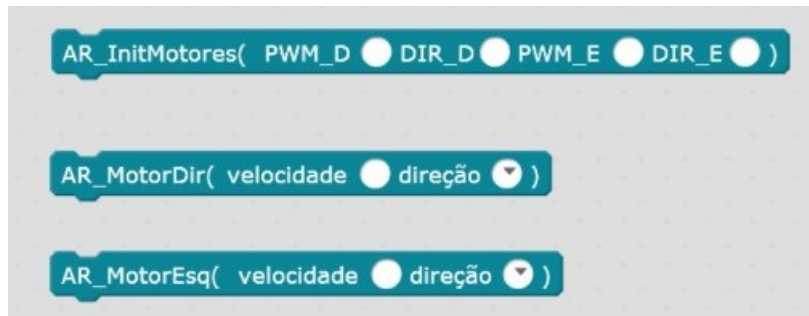 AR_InitMotores( PWM_D DIR_D PWM_E DIR_E )
AR_MotorDir( velocidade direção )
AR_MotorEsq( velocidade direção )